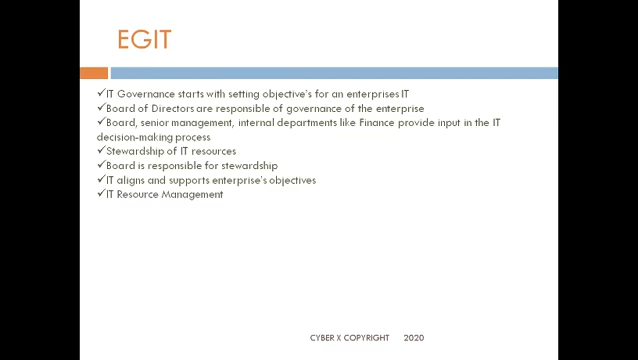 EGIT
✓IT Governance starts with setting objective's for an enterprises IT
✓Board of Directors are responsible of governance of the enterprise
✓Board, senior management, internal departments like Finance provide input in the IT
decision-making process
✓Stewardship of IT resources
✓Board is responsible for stewardship
✓IT aligns and supports enterprise's objectives
✓IT Resource Management
CYBER X COPYRIGHT 2020